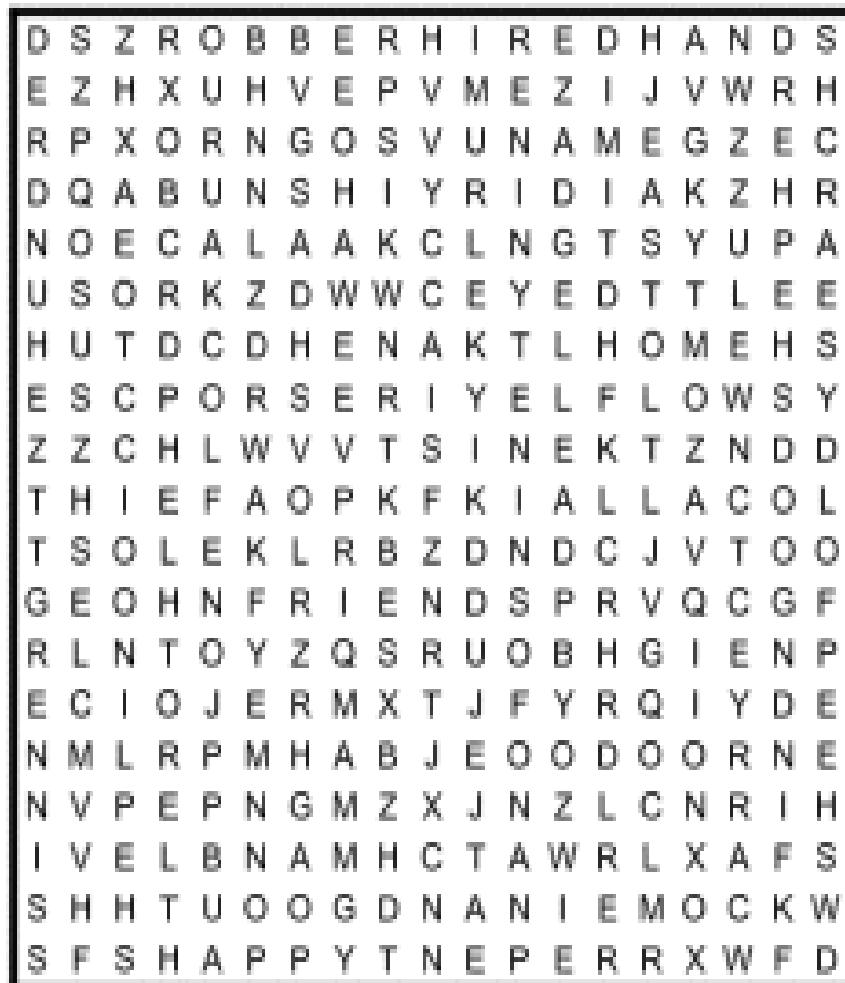 D S Z R O B B E R H I R E D H A N D S
E Z H X U H V E P V M E Z I J V W R H
R P X O R N G O S V U N A M E G Z E C
D Q A B U N S H I Y R I D I A K Z H R
N O E C A L A A K C L N G T S Y U P A
U S O R K Z D W W C E Y E D T T L E E
H U T D C D H E N A K T L H O M E H S
E S C P O R S E R I Y E L F L O W S Y
Z Z C H L W V V T S I N E K T Z N D D
T H I E F A O P K F K I A L L A C O L
T S O L E K L R B Z D N D C J V T O O
G E O H N F R I E N D S P R V Q C G F
R L N T O Y Z Q S R U O B H G I E N P
E C I O J E R M X T J F Y R Q I Y D E
N M L R P M H A B J E O O D O O R N E
N V P E P N G M Z X J N Z L C N R I H
I V E L B N A M H C T A W R L X A F S
S H H T U O O G D N A N I E M O C K W
S F S H A P P Y T N E P E R R X W F D